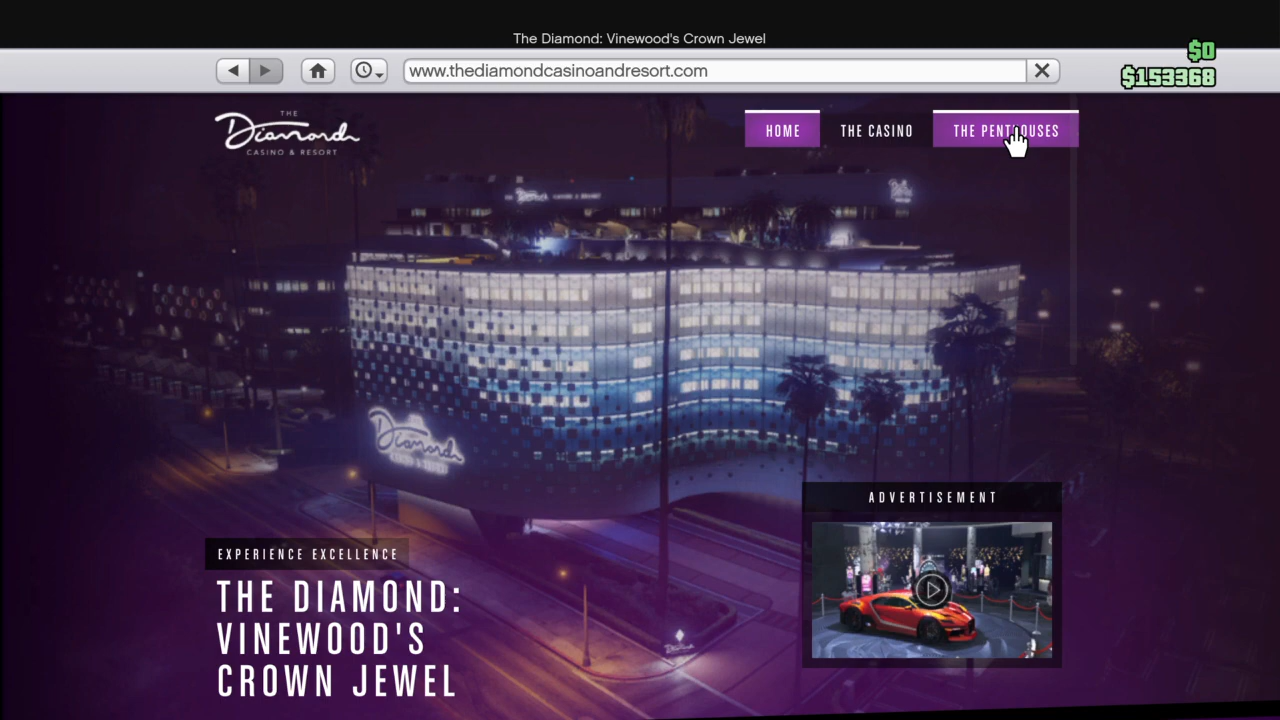 The Diamond: Vinewood's Crown Jewel
$0
www.thediamondcasinoandresort.com
$153368
THE
Diamond
CASINO & RESORT
HOME
THE CASINO
THE PENTHOUSES
Diamond
ADVERTISEMENT
EXPERIENCE EXCELLENCE
THE DIAMOND:
VINEWOOD'S
CROWN JEWEL